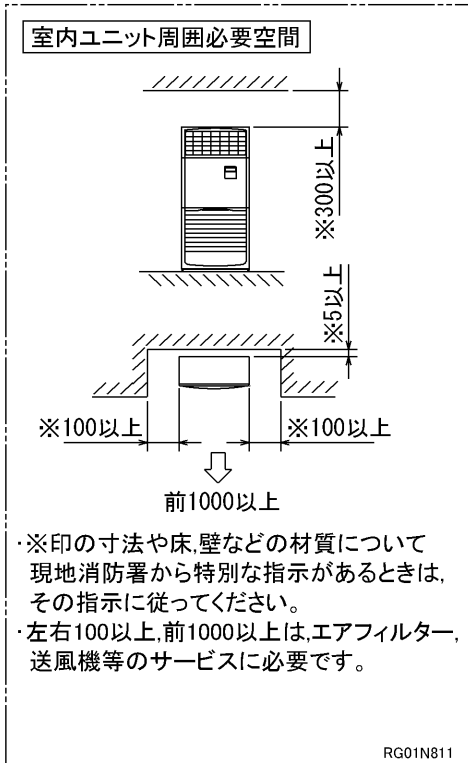 室内ユニット周囲必要空間
※300以上
※5以上
※100以上
※100以上
前1000以上
・※印の寸法や床,壁などの材質について
現地消防署から特別な指示があるときは,
その指示に従ってください。
・左右100以上,前1000以上は,エアフィルター,
送風機等のサービスに必要です。
RG01N811